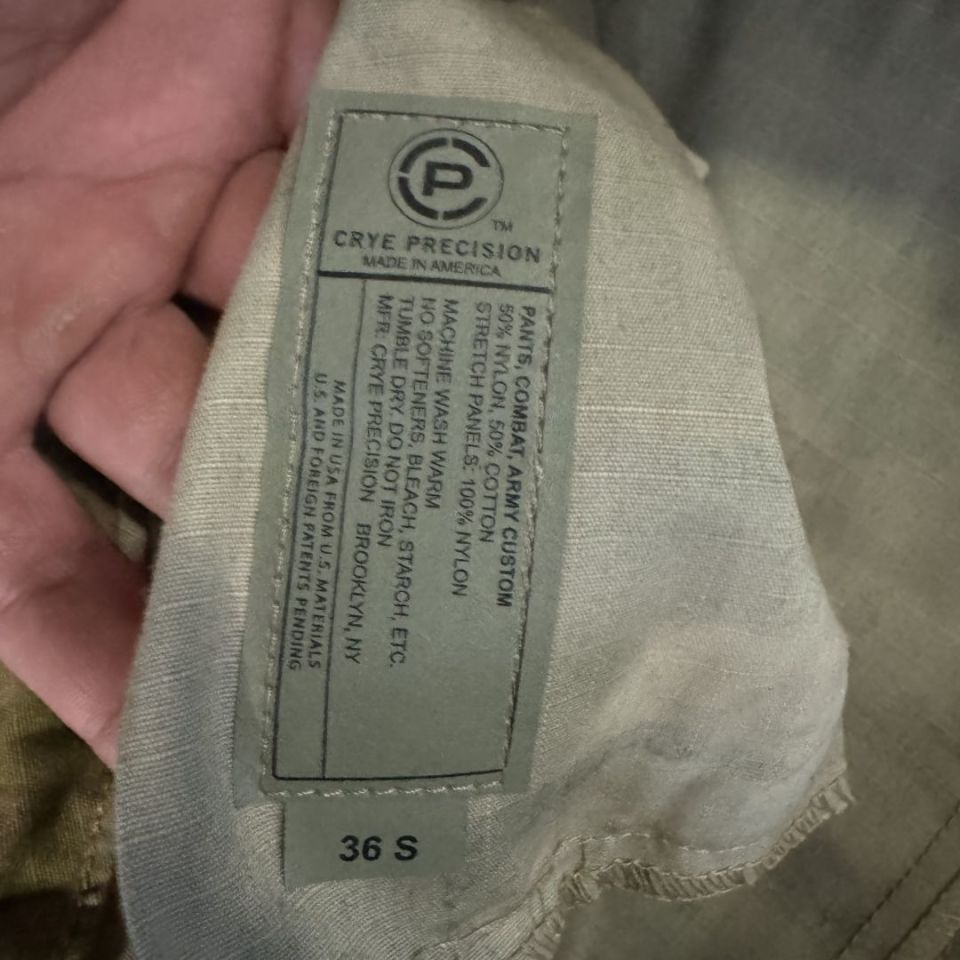 CP
TM
CRYE PRECISION
MADE IN AMERICA
PANTS, COMBAT, ARMY CUSTOM
50% NYLON, 50% COTTON
STRETCH PANELS: 100% NYLON
MACHINE WASH WARM
NO SOFTENERS, BLEACH, STARCH, ETC.
TUMBLE DRY. DO NOT IRON
MFR: CRYE PRECISION BROOKLYN, NY
MADE IN USA FROM U.S. MATERIALS
U.S. AND FOREIGN PATENTS PENDING
36 S